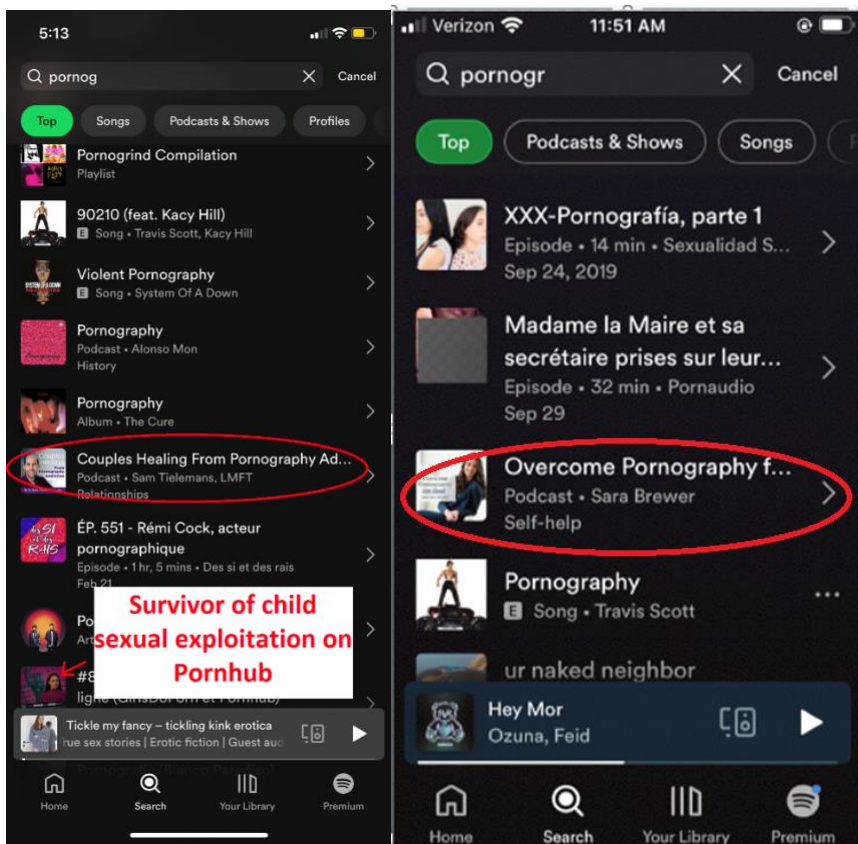 5:13
pornog
Cancel
Top
Songs
Podcasts & Shows
Profiles
Pornogrind Compilation
Playlist
90210 (feat. Kacy Hill)
E Song • Travis Scott, Kacy Hill
Violent Pornography
E Song • System Of A Down
Pornography
Podcast • Alonso Mon
History
Pornography
Album • The Cure
Couples Healing From Pornography Ad...
Podcast • Sam Tielemans, LMFT
Relationships
ÉP. 551 - Rémi Cock, acteur
pornographique
Episode • 1 hr, 5 mins • Des si et des rais
Feb 21
Survivor of child
sexual exploitation on
Pornhub
Po
Art
#8
ligne (GirlsDoPorn et Pornhub)
Tickle my fancy – tickling kink erotica
rue sex stories | Erotic fiction | Guest aud
Home
Search
Your Library
Premium
Verizon
11:51 AM
pornogr
Cancel
Top
Podcasts & Shows
Songs
XXX-Pornografía, parte 1
Episode • 14 min • Sexualidad S...
Sep 24, 2019
Madame la Maire et sa
secrétaire prises sur leur...
Episode • 32 min • Pornaudio
Sep 29
Overcome Pornography f...
Podcast • Sara Brewer
Self-help
Pornography
E Song • Travis Scott
ur naked neighbor
Hey Mor
Ozuna, Feid
Home
Search
Your Library
Premium